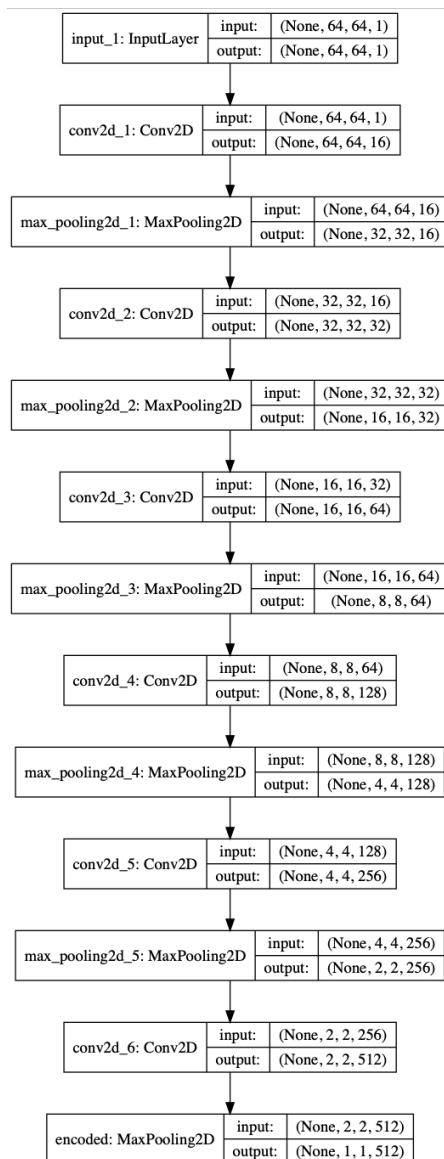 input_1: InputLayer input: (None, 64, 64, 1)
output: (None, 64, 64, 1)
conv2d_1: Conv2D input: (None, 64, 64, 1)
output: (None, 64, 64, 16)
max_pooling2d_1: MaxPooling2D input: (None, 64, 64, 16)
output: (None, 32, 32, 16)
conv2d_2: Conv2D input: (None, 32, 32, 16)
output: (None, 32, 32, 32)
max_pooling2d_2: MaxPooling2D input: (None, 32, 32, 32)
output: (None, 16, 16, 32)
conv2d_3: Conv2D input: (None, 16, 16, 32)
output: (None, 16, 16, 64)
max_pooling2d_3: MaxPooling2D input: (None, 16, 16, 64)
output: (None, 8, 8, 64)
conv2d_4: Conv2D input: (None, 8, 8, 64)
output: (None, 8, 8, 128)
max_pooling2d_4: MaxPooling2D input: (None, 8, 8, 128)
output: (None, 4, 4, 128)
conv2d_5: Conv2D input: (None, 4, 4, 128)
output: (None, 4, 4, 256)
max_pooling2d_5: MaxPooling2D input: (None, 4, 4, 256)
output: (None, 2, 2, 256)
conv2d_6: Conv2D input: (None, 2, 2, 256)
output: (None, 2, 2, 512)
encoded: MaxPooling2D input: (None, 2, 2, 512)
output: (None, 1, 1, 512)